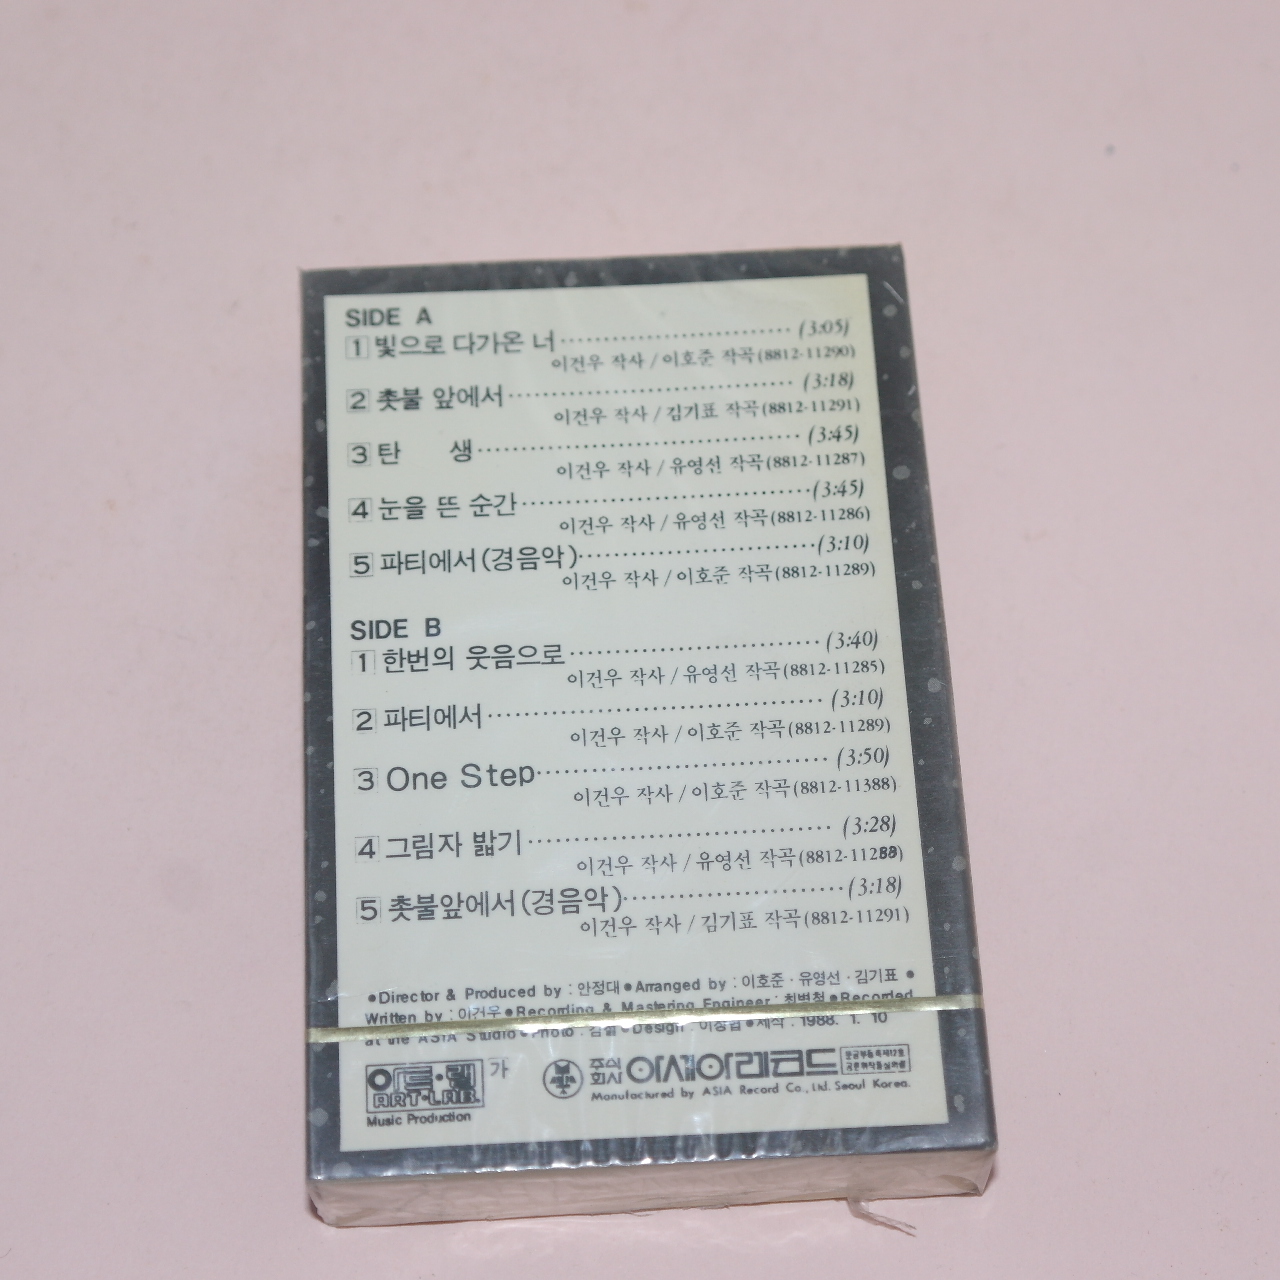 SIDE A
1 빛으로 다가온 너 (3:05)
이건우 작사 / 이호준 작곡(8812-11290)
2 촛불 앞에서 (3:18)
이건우 작사 / 김기표 작곡(8812-11291)
3 탄 생 (3:45)
이건우 작사 / 유영선 작곡(8812-11287)
4 눈을 뜬 순간 (3:45)
이건우 작사 / 유영선 작곡(8812-11286)
5 파티에서(경음악) (3:10)
이건우 작사 / 이호준 작곡(8812-11289)
SIDE B
1 한번의 웃음으로 (3:40)
이건우 작사 / 유영선 작곡(8812-11285)
2 파티에서 (3:10)
이건우 작사 / 이호준 작곡(8812-11289)
3 One Step (3:50)
이건우 작사 / 이호준 작곡(8812-11388)
4 그림자 밟기 (3:28)
이건우 작사 / 유영선 작곡(8812-11288)
5 촛불앞에서(경음악) (3:18)
이건우 작사 / 김기표 작곡(8812-11291)
●Director & Produced by : 안정대●Arranged by : 이호준 · 유영선 · 김기표 ●
Written by : 이건우●Recording & Mastering Engineer : 최병철●Recorded
at the ASIA Studio●Photo : ●Design : ●제작 : 1988. 1. 10
아트·랩 가
ART·LAB.
Music Production
주식회사 아세아레코드
Manufactured by ASIA Record Co., Ltd. Seoul Korea.